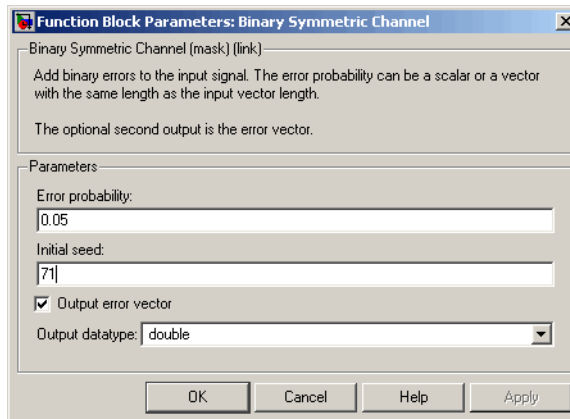 Function Block Parameters: Binary Symmetric Channel
Binary Symmetric Channel (mask) (link)
Add binary errors to the input signal. The error probability can be a scalar or a vector
with the same length as the input vector length.
The optional second output is the error vector.
Parameters
Error probability:
0.05
Initial seed:
71
Output error vector
Output datatype: double
OK Cancel Help Apply